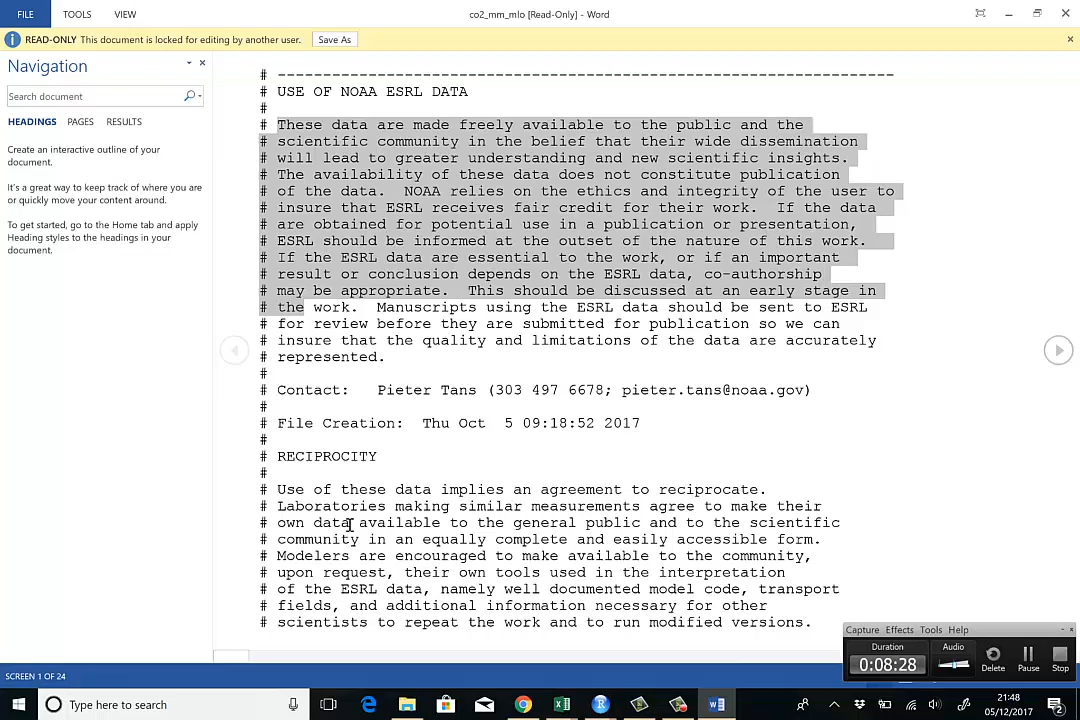 FILE TOOLS VIEW co2_mm_mlo [Read-Only] - Word
READ-ONLY This document is locked for editing by another user. Save As
Navigation
Search document
HEADINGS PAGES RESULTS
Create an interactive outline of your
document.
It's a great way to keep track of where you are
or quickly move your content around.
To get started, go to the Home tab and apply
Heading styles to the headings in your
document.
# --------------------------------------------------------------------
# USE OF NOAA ESRL DATA
#
# These data are made freely available to the public and the
# scientific community in the belief that their wide dissemination
# will lead to greater understanding and new scientific insights.
# The availability of these data does not constitute publication
# of the data.  NOAA relies on the ethics and integrity of the user to
# insure that ESRL receives fair credit for their work.  If the data
# are obtained for potential use in a publication or presentation,
# ESRL should be informed at the outset of the nature of this work.
# If the ESRL data are essential to the work, or if an important
# result or conclusion depends on the ESRL data, co-authorship
# may be appropriate.  This should be discussed at an early stage in
# the work.  Manuscripts using the ESRL data should be sent to ESRL
# for review before they are submitted for publication so we can
# insure that the quality and limitations of the data are accurately
# represented.
#
# Contact:   Pieter Tans (303 497 6678; pieter.tans@noaa.gov)
#
# File Creation:  Thu Oct  5 09:18:52 2017
#
# RECIPROCITY
#
# Use of these data implies an agreement to reciprocate.
# Laboratories making similar measurements agree to make their
# own data available to the general public and to the scientific
# community in an equally complete and easily accessible form.
# Modelers are encouraged to make available to the community,
# upon request, their own tools used in the interpretation
# of the ESRL data, namely well documented model code, transport
# fields, and additional information necessary for other
# scientists to repeat the work and to run modified versions.
Capture Effects Tools Help
Duration Audio
0:08:28 Delete Pause Stop
SCREEN 1 OF 24
Type here to search
21:48
05/12/2017
2